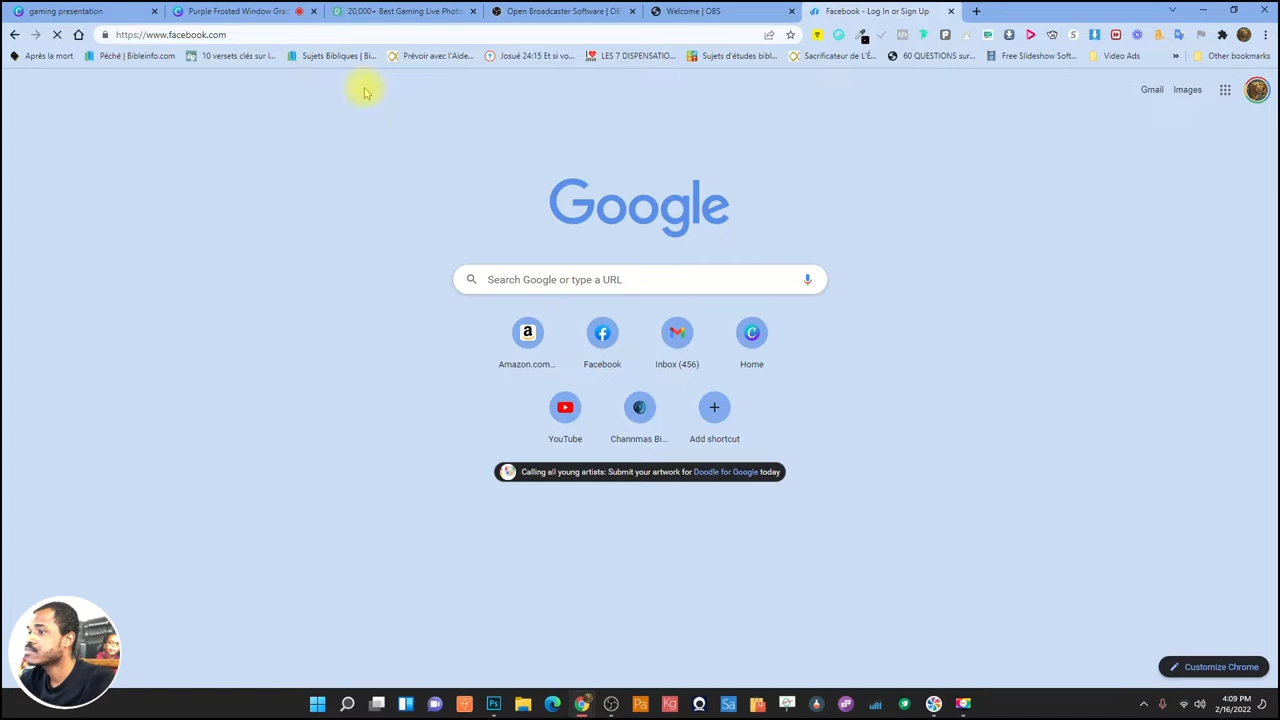 gaming presentation
Purple Frosted Window Grad
20,000+ Best Gaming Live Photo
Open Broadcaster Software | OBS
Welcome | OBS
Facebook - Log In or Sign Up
https://www.facebook.com
Après la mort
Péché | Bibleinfo.com
10 versets clés sur l...
Sujets Bibliques | Bi...
Prévoir avec l'Aide...
Josué 24:15 Et si vo...
LES 7 DISPENSATIO...
Sujets d'études bibl...
Sacrificateur de L'É...
60 QUESTIONS sur...
Free Slideshow Soft...
Video Ads
»
Other bookmarks
Gmail
Images
Google
Search Google or type a URL
Amazon.com...
Facebook
Inbox (456)
Home
YouTube
Channmas Bi...
Add shortcut
Calling all young artists: Submit your artwork for Doodle for Google today
Customize Chrome
4:09 PM
2/16/2022